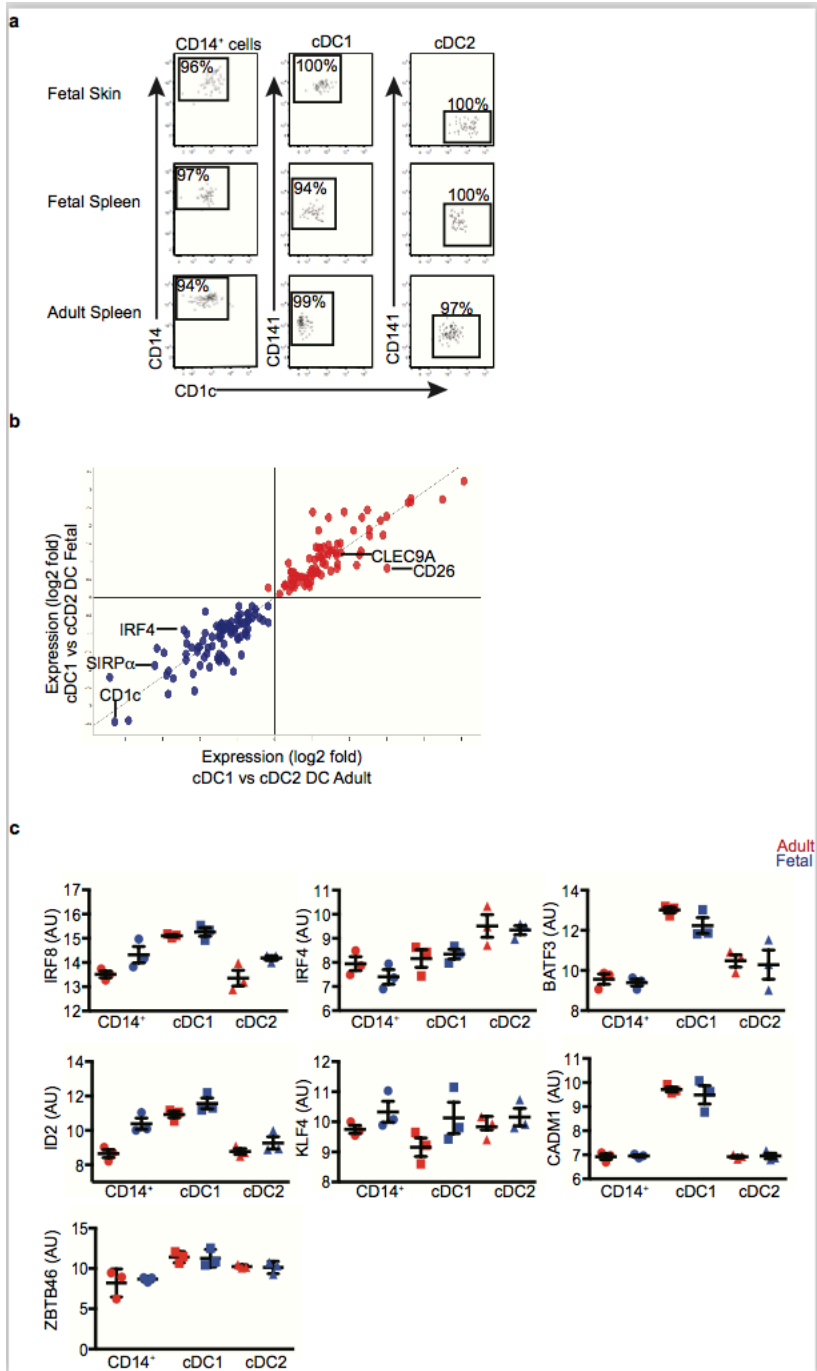 a
CD14⁺ cells cDC1 cDC2
Fetal Skin
96% 100% 100%
Fetal Spleen
97% 94% 100%
Adult Spleen
94% 99% 97%
CD14
CD141
CD141
CD1c
b
Expression (log2 fold)
cDC1 vs cCD2 DC Fetal
CLEC9A
CD26
IRF4
SIRPα
CD1c
Expression (log2 fold)
cDC1 vs cDC2 DC Adult
c
Adult
Fetal
IRF8 (AU)
17
16
15
14
13
12
CD14⁺ cDC1 cDC2
IRF4 (AU)
11
10
9
8
7
6
CD14⁺ cDC1 cDC2
BATF3 (AU)
14
12
10
8
CD14⁺ cDC1 cDC2
ID2 (AU)
14
12
10
8
CD14⁺ cDC1 cDC2
KLF4 (AU)
12
11
10
9
8
CD14⁺ cDC1 cDC2
CADM1 (AU)
11
10
9
8
7
6
CD14⁺ cDC1 cDC2
ZBTB46 (AU)
15
10
5
0
CD14⁺ cDC1 cDC2